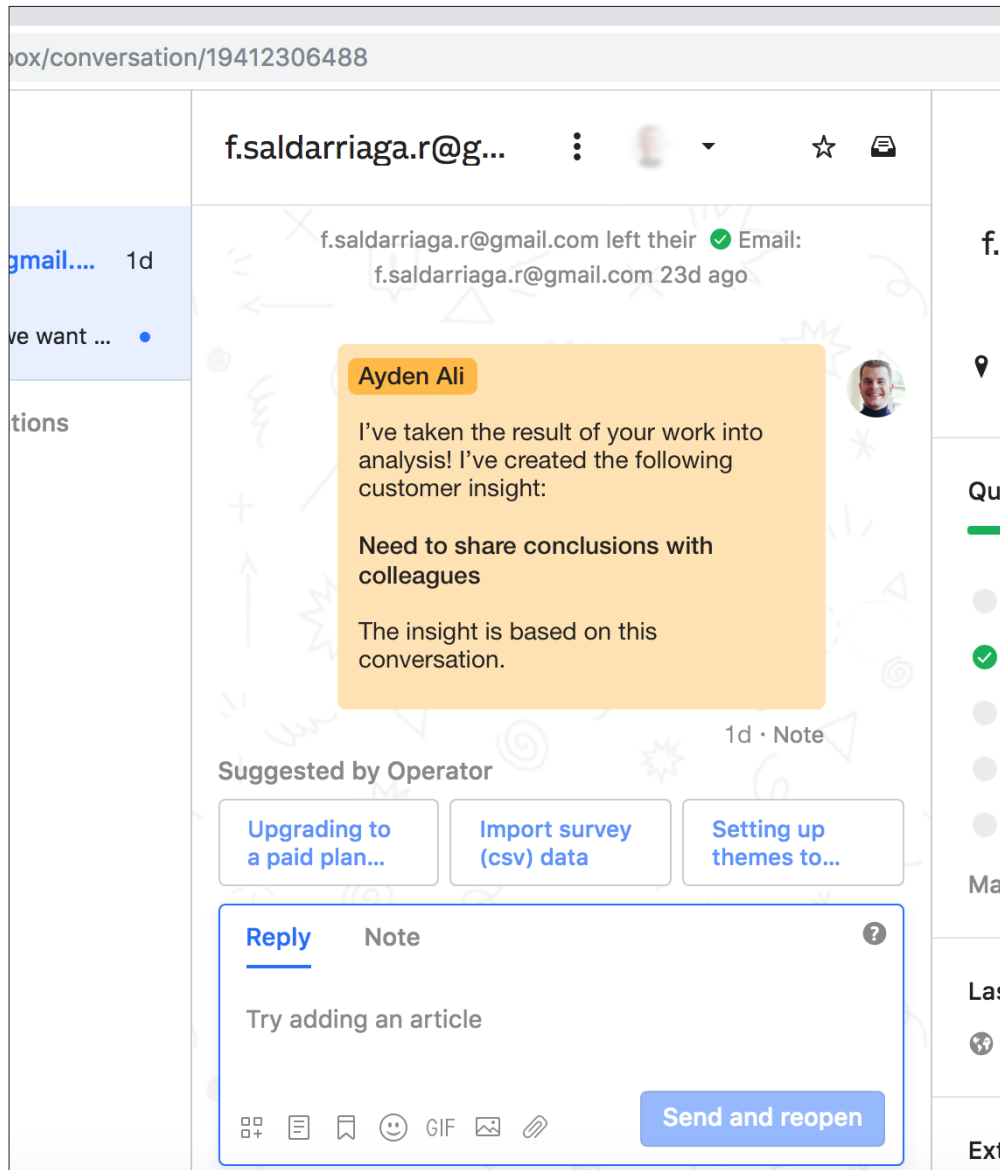 box/conversation/19412306488
f.saldarriaga.r@g...
f.saldarriaga.r@gmail.com left their Email:
f.saldarriaga.r@gmail.com 23d ago
gmail.... 1d
we want ...
tions
f.
Ayden Ali
I’ve taken the result of your work into
analysis! I’ve created the following
customer insight:
Need to share conclusions with
colleagues
The insight is based on this
conversation.
1d · Note
Suggested by Operator
Upgrading to
a paid plan...
Import survey
(csv) data
Setting up
themes to...
Reply Note
Try adding an article
GIF
Send and reopen
Qu
Ma
Las
Ext